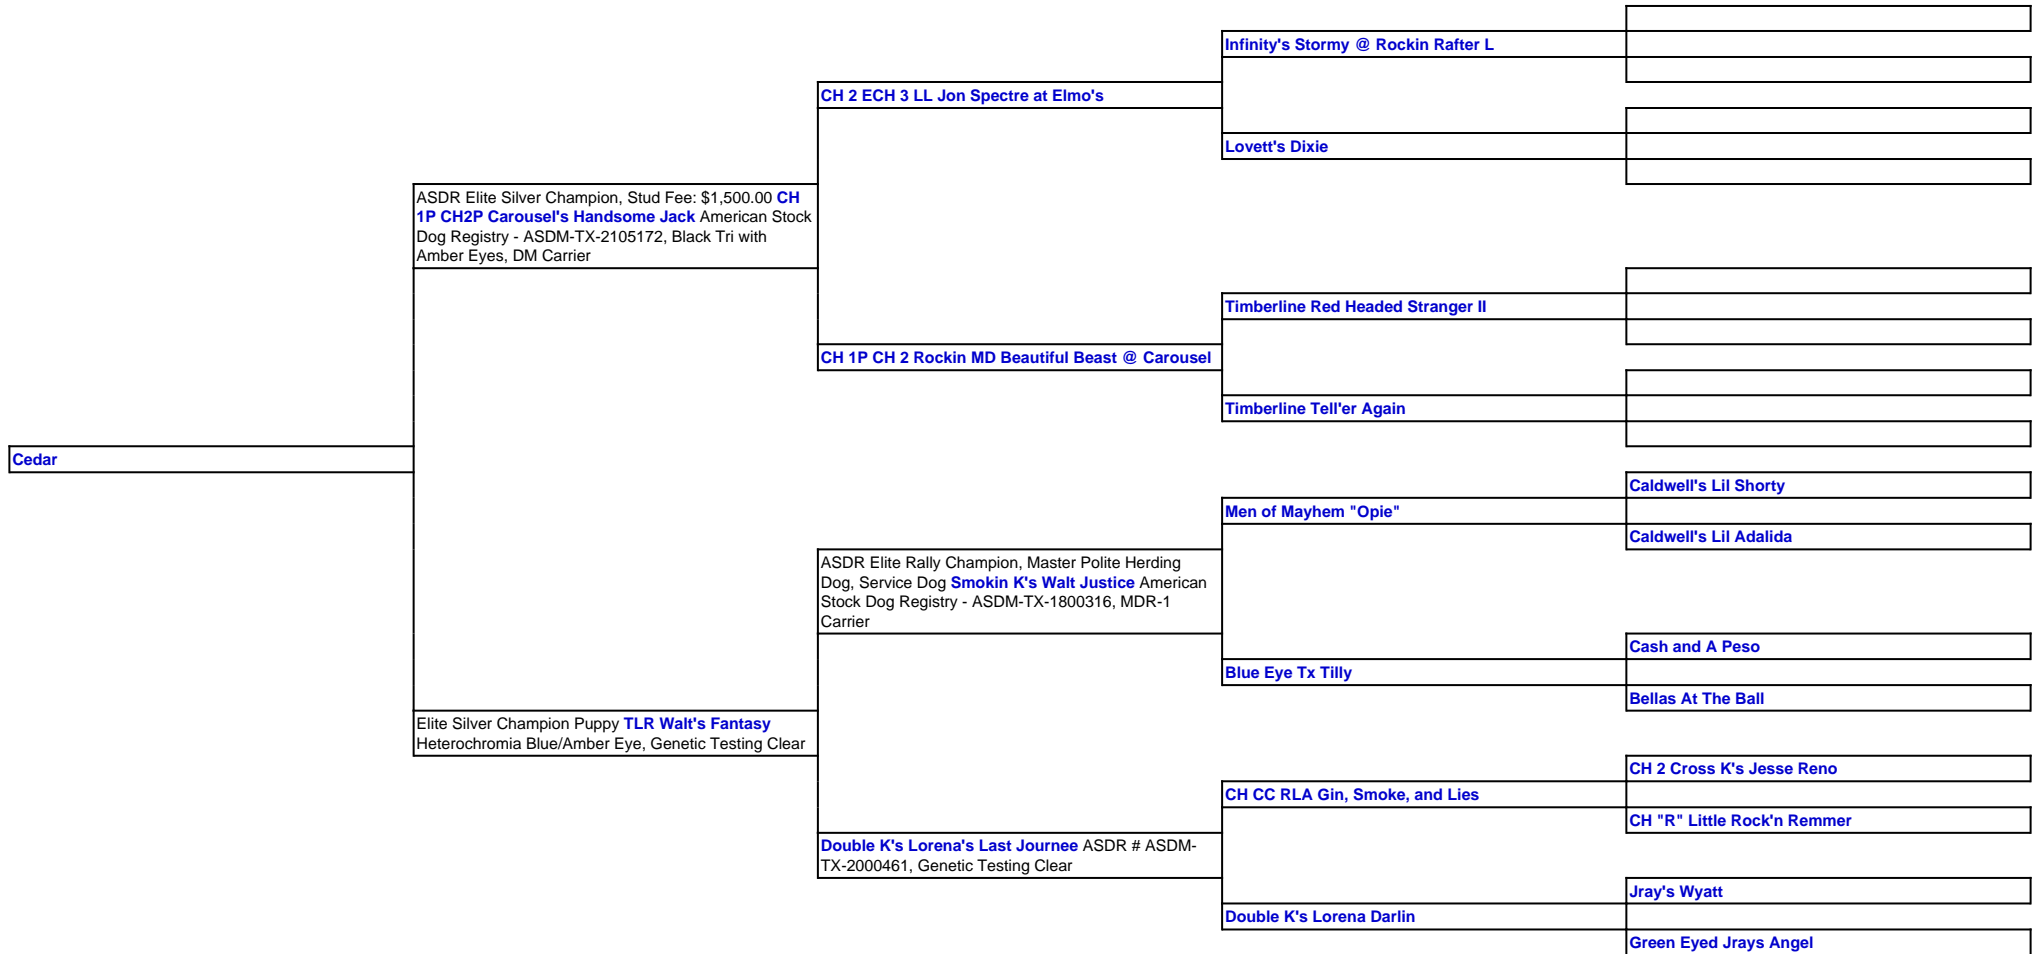 Infinity's Stormy @ Rockin Rafter L
CH 2 ECH 3 LL Jon Spectre at Elmo's
Lovett's Dixie
ASDR Elite Silver Champion, Stud Fee: $1,500.00 CH
1P CH2P Carousel's Handsome Jack American Stock
Dog Registry - ASDM-TX-2105172, Black Tri with
Amber Eyes, DM Carrier
Timberline Red Headed Stranger II
CH 1P CH 2 Rockin MD Beautiful Beast @ Carousel
Timberline Tell'er Again
Cedar
Caldwell's Lil Shorty
Men of Mayhem "Opie"
Caldwell's Lil Adalida
ASDR Elite Rally Champion, Master Polite Herding
Dog, Service Dog Smokin K's Walt Justice American
Stock Dog Registry - ASDM-TX-1800316, MDR-1
Carrier
Cash and A Peso
Blue Eye Tx Tilly
Bellas At The Ball
Elite Silver Champion Puppy TLR Walt's Fantasy
Heterochromia Blue/Amber Eye, Genetic Testing Clear
CH 2 Cross K's Jesse Reno
CH CC RLA Gin, Smoke, and Lies
CH "R" Little Rock'n Remmer
Double K's Lorena's Last Journee ASDR # ASDM-
TX-2000461, Genetic Testing Clear
Jray's Wyatt
Double K's Lorena Darlin
Green Eyed Jrays Angel